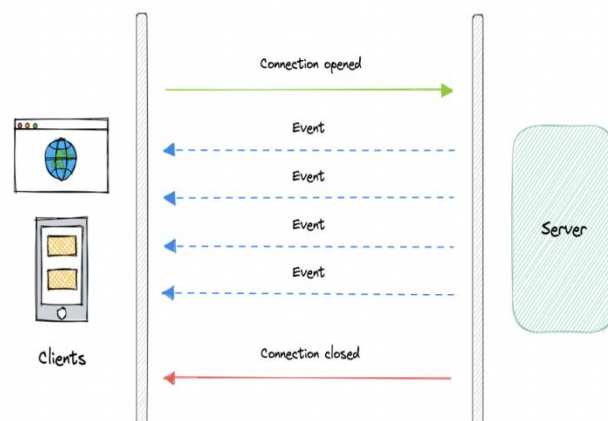 Connection opened
Event
Event
Event
Event
Server
Connection closed
Clients